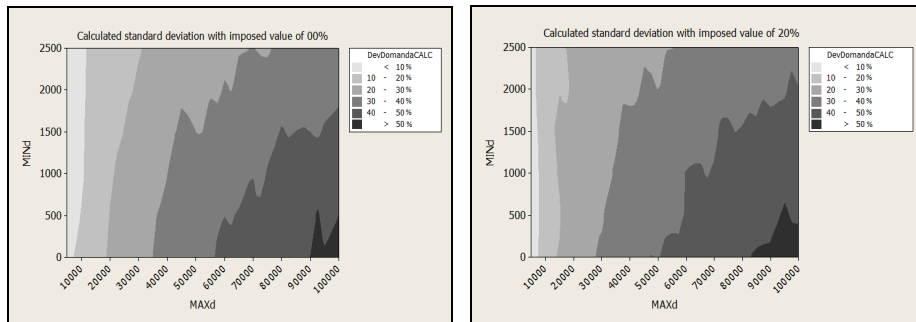 Calculated standard deviation with imposed value of 00%
DevDomandaCALC
< 10%
10 - 20%
20 - 30%
30 - 40%
40 - 50%
> 50%
2500
2000
1500
1000
500
0
MINd
10000
20000
30000
40000
50000
60000
70000
80000
90000
100000
MAXd
Calculated standard deviation with imposed value of 20%
DevDomandaCALC
< 10%
10 - 20%
20 - 30%
30 - 40%
40 - 50%
> 50%
2500
2000
1500
1000
500
0
MINd
10000
20000
30000
40000
50000
60000
70000
80000
90000
100000
MAXd